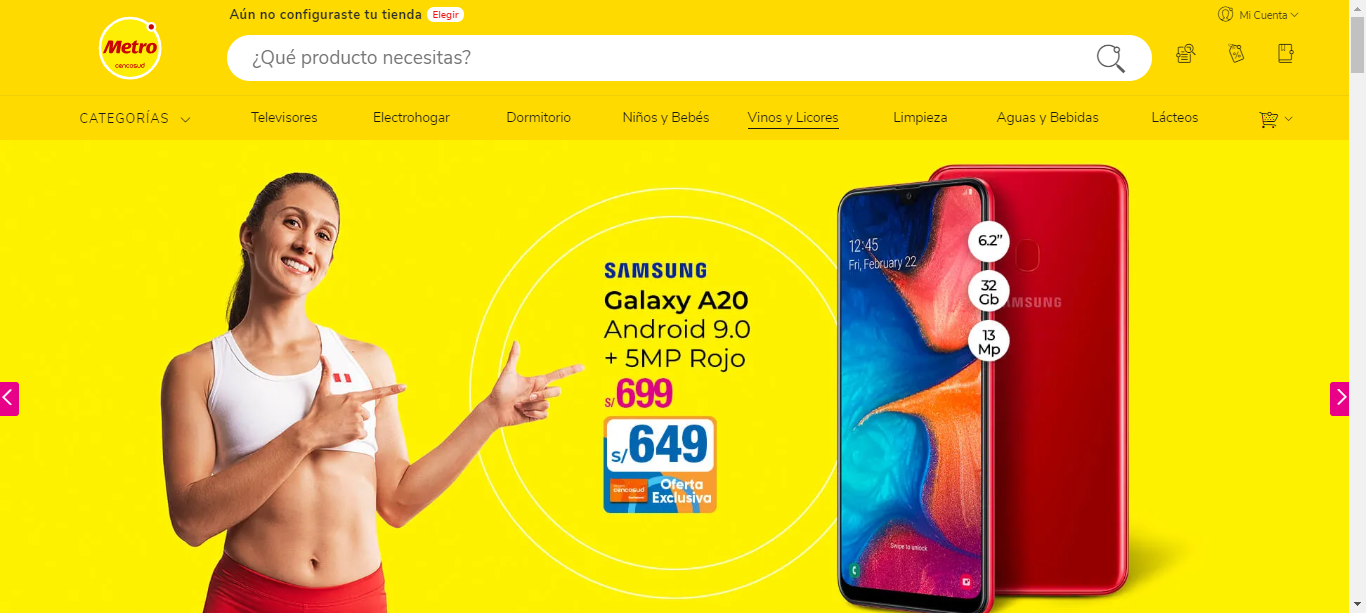 Aún no configuraste tu tienda Elegir
Mi Cuenta
Metro
cencosud
¿Qué producto necesitas?
CATEGORÍAS
Televisores
Electrohogar
Dormitorio
Niños y Bebés
Vinos y Licores
Limpieza
Aguas y Bebidas
Lácteos
SAMSUNG
Galaxy A20
Android 9.0
+ 5MP Rojo
S/ 699
S/ 649
cencosud
Oferta
Exclusiva
12:45
Fri, February 22
Swipe to unlock
6.2”
32
Gb
13
Mp
AMSUNG